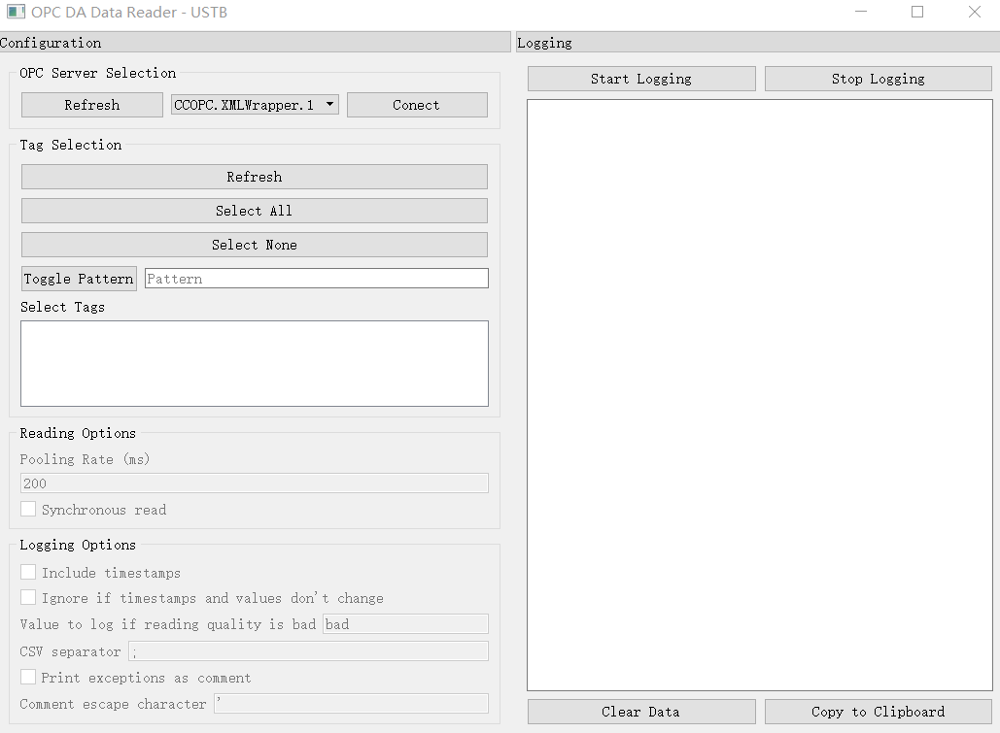 OPC DA Data Reader - USTB
Configuration
OPC Server Selection
Refresh CCOPC.XMLWrapper.1 Conect
Tag Selection
Refresh
Select All
Select None
Toggle Pattern Pattern
Select Tags
Reading Options
Pooling Rate (ms)
200
Synchronous read
Logging Options
Include timestamps
Ignore if timestamps and values don't change
Value to log if reading quality is bad bad
CSV separator ;
Print exceptions as comment
Comment escape character '
Logging
Start Logging Stop Logging
Clear Data Copy to Clipboard